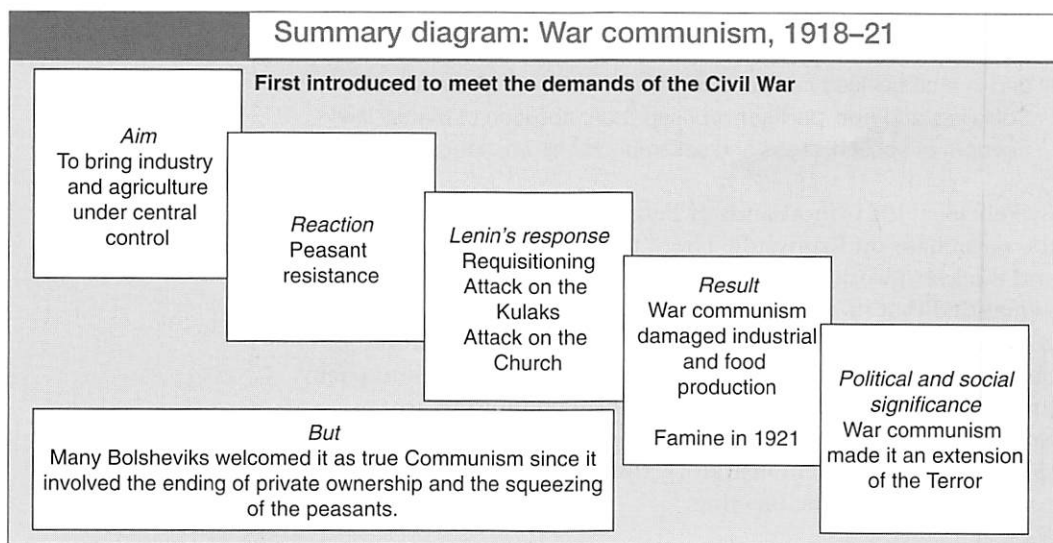 Summary diagram: War communism, 1918–21
First introduced to meet the demands of the Civil War
Aim
To bring industry
and agriculture
under central
control
Reaction
Peasant
resistance
Lenin's response
Requisitioning
Attack on the
Kulaks
Attack on the
Church
Result
War communism
damaged industrial
and food
production
Famine in 1921
Political and social
significance
War communism
made it an extension
of the Terror
But
Many Bolsheviks welcomed it as true Communism since it
involved the ending of private ownership and the squeezing
of the peasants.